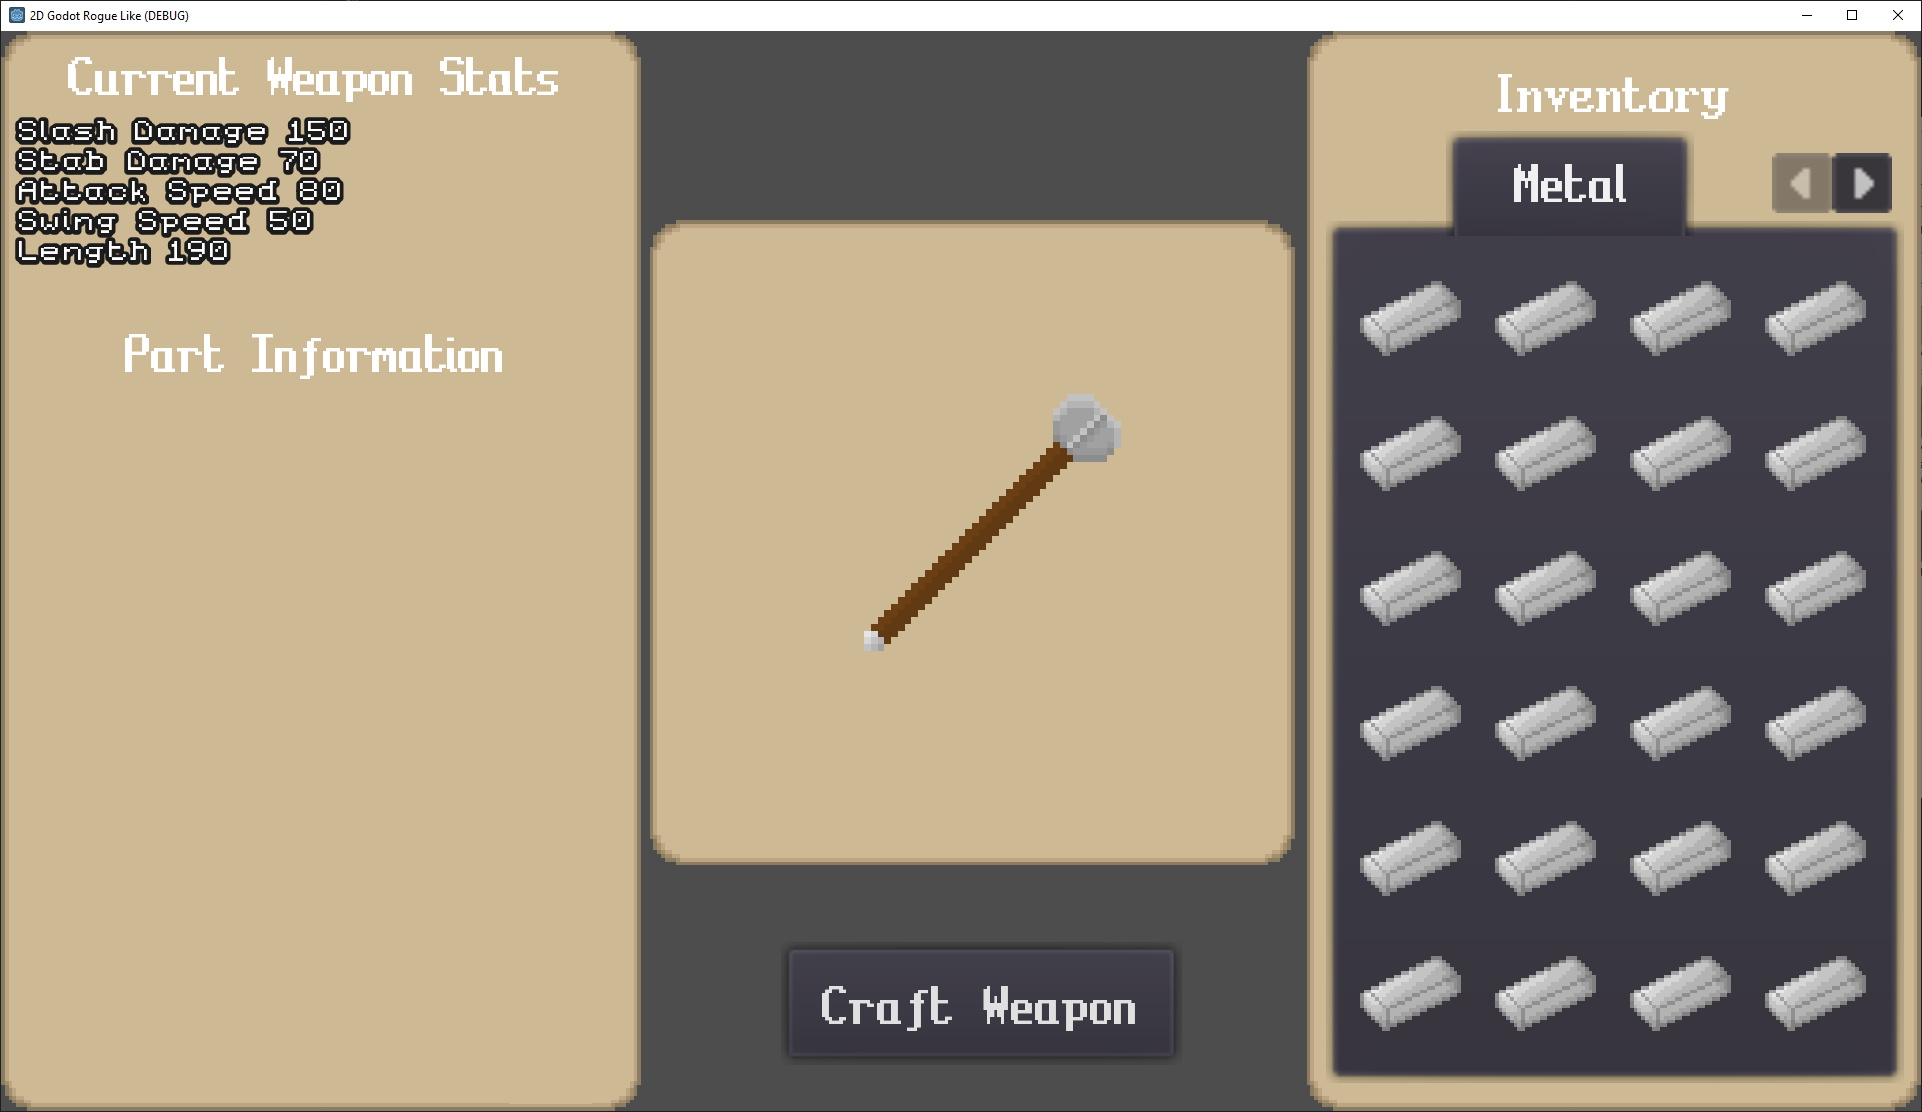 2D Godot Rogue Like (DEBUG)
Current Weapon Stats
Slash Damage 150
Stab Damage 70
Attack Speed 80
Swing Speed 50
Length 190
Part Information
Craft Weapon
Inventory
Metal